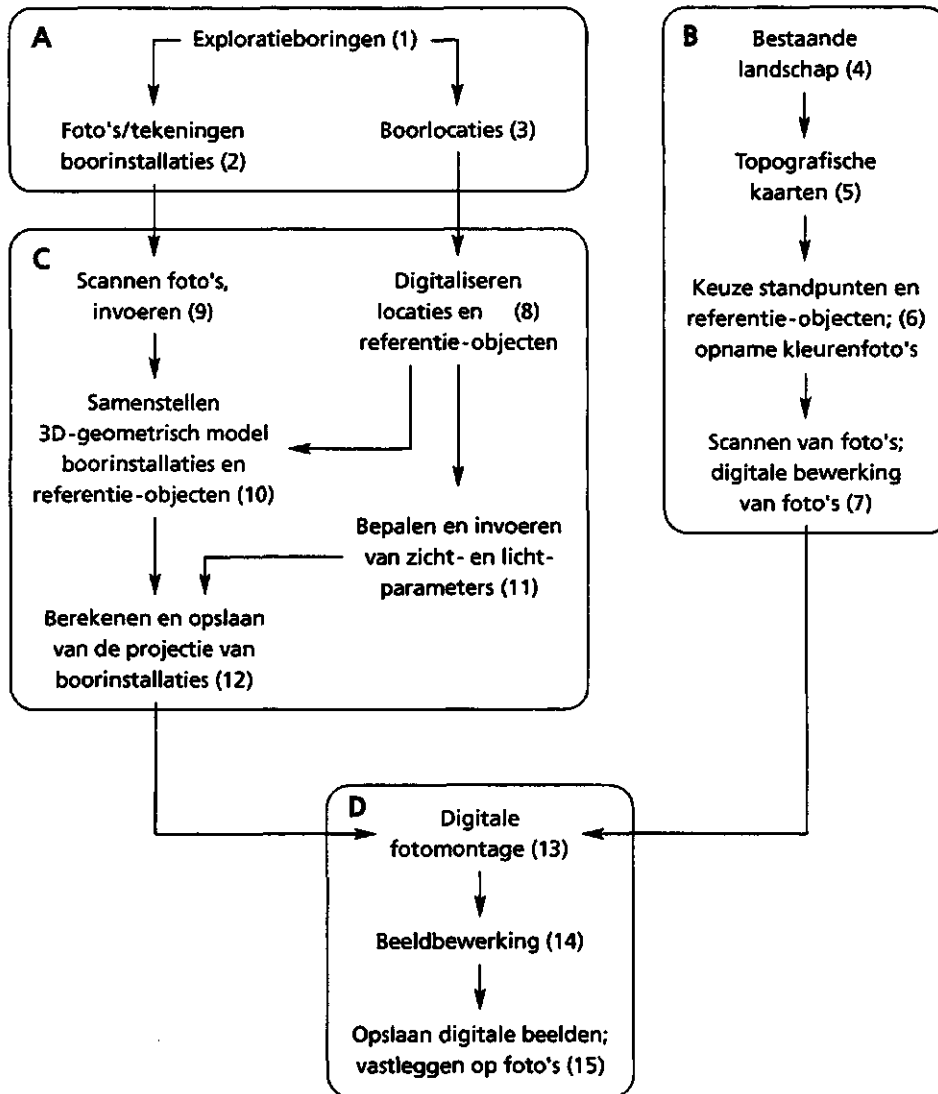 A
Exploratieboringen (1)
Foto's/tekeningen
boorinstallaties (2)
Boorlocaties (3)
B
Bestaande
landschap (4)
Topografische
kaarten (5)
Keuze standpunten en
referentie-objecten; (6)
opname kleurenfoto's
Scannen van foto's;
digitale bewerking
van foto's (7)
C
Scannen foto's,
invoeren (9)
Digitaliseren
locaties en (8)
referentie-objecten
Samenstellen
3D-geometrisch model
boorinstallaties en
referentie-objecten (10)
Bepalen en invoeren
van zicht- en licht-
parameters (11)
Berekenen en opslaan
van de projectie van
boorinstallaties (12)
D
Digitale
fotomontage (13)
Beeldbewerking (14)
Opslaan digitale beelden;
vastleggen op foto's (15)